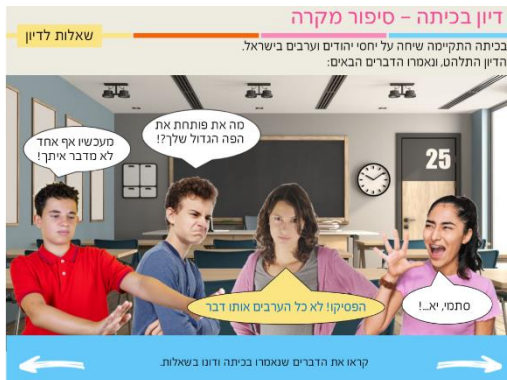 דיון בכיתה – סיפור מקרה
שאלות לדיון
בכיתה התקיימה שיחה על יחסי יהודים וערבים בישראל.
הדיון התלהט, ונאמרו הדברים הבאים:
מה את פותחת את
הפה הגדול שלך?!
מעכשיו אף אחד
לא מדבר איתך!
25
סתמי, יא...!
הפסיקו! לא כל הערבים אותו דבר
קראו את הדברים שנאמרו בכיתה ודונו בשאלות.